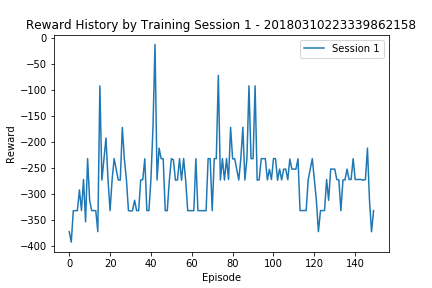 Reward History by Training Session 1 - 20180310223339862158
Session 1
0
−50
−100
−150
−200
−250
−300
−350
−400
Reward
0 20 40 60 80 100 120 140
Episode